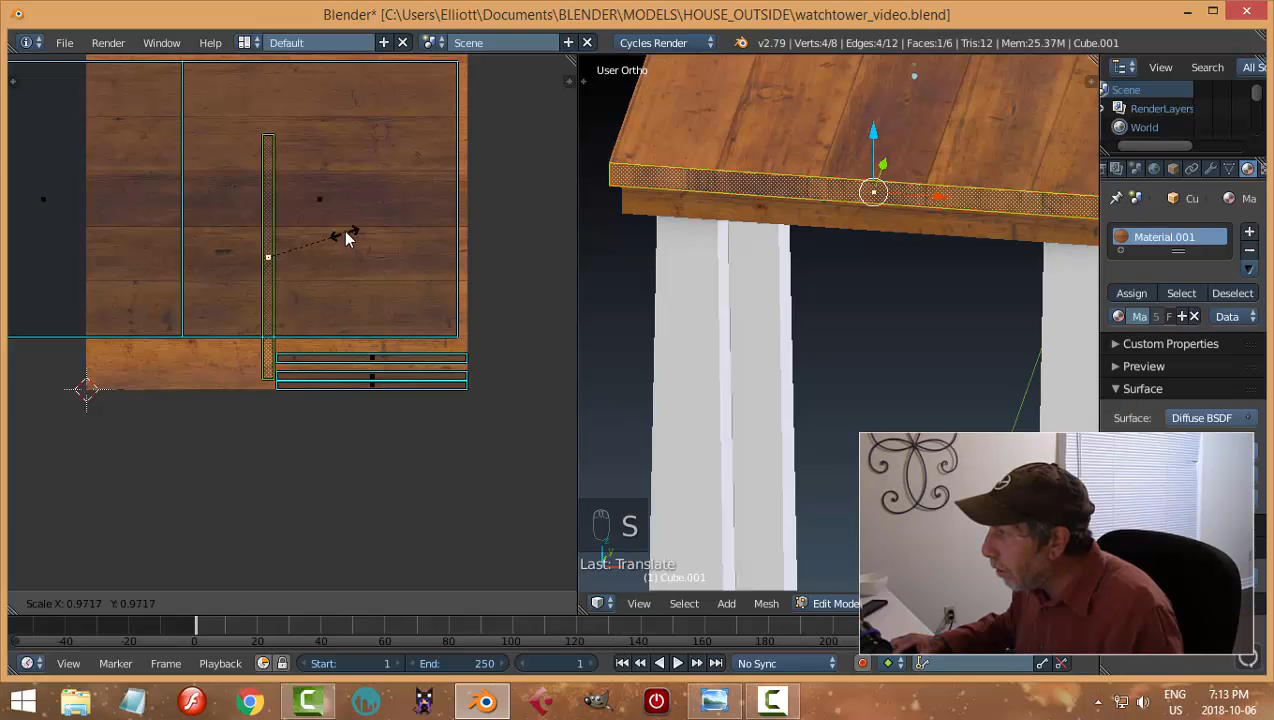 Blender* [C:\Users\Elliott\Documents\BLENDER\MODELS\HOUSE_OUTSIDE\watchtower_video.blend]
File Render Window Help Default Scene Cycles Render v2.79 | Verts:4/8 | Edges:4/12 | Faces:1/6 | Tris:12 | Mem:25.37M | Cube.001
User Ortho
View Search All Sc
Scene
RenderLayers
World
Cu Ma
Material.001
Assign Select Deselect
Ma 5 F Data
Custom Properties
Preview
Surface
Surface: Diffuse BSDF
S
Last: Translate
(1) Cube.001
Scale X: 0.9717 Y: 0.9717
View Select Add Mesh Edit Mode
-40 -20 0 20 40 60 80 100 120 140 160 180 200
View Marker Frame Playback Start: 1 End: 250 1 No Sync
ENG
US
7:13 PM
2018-10-06